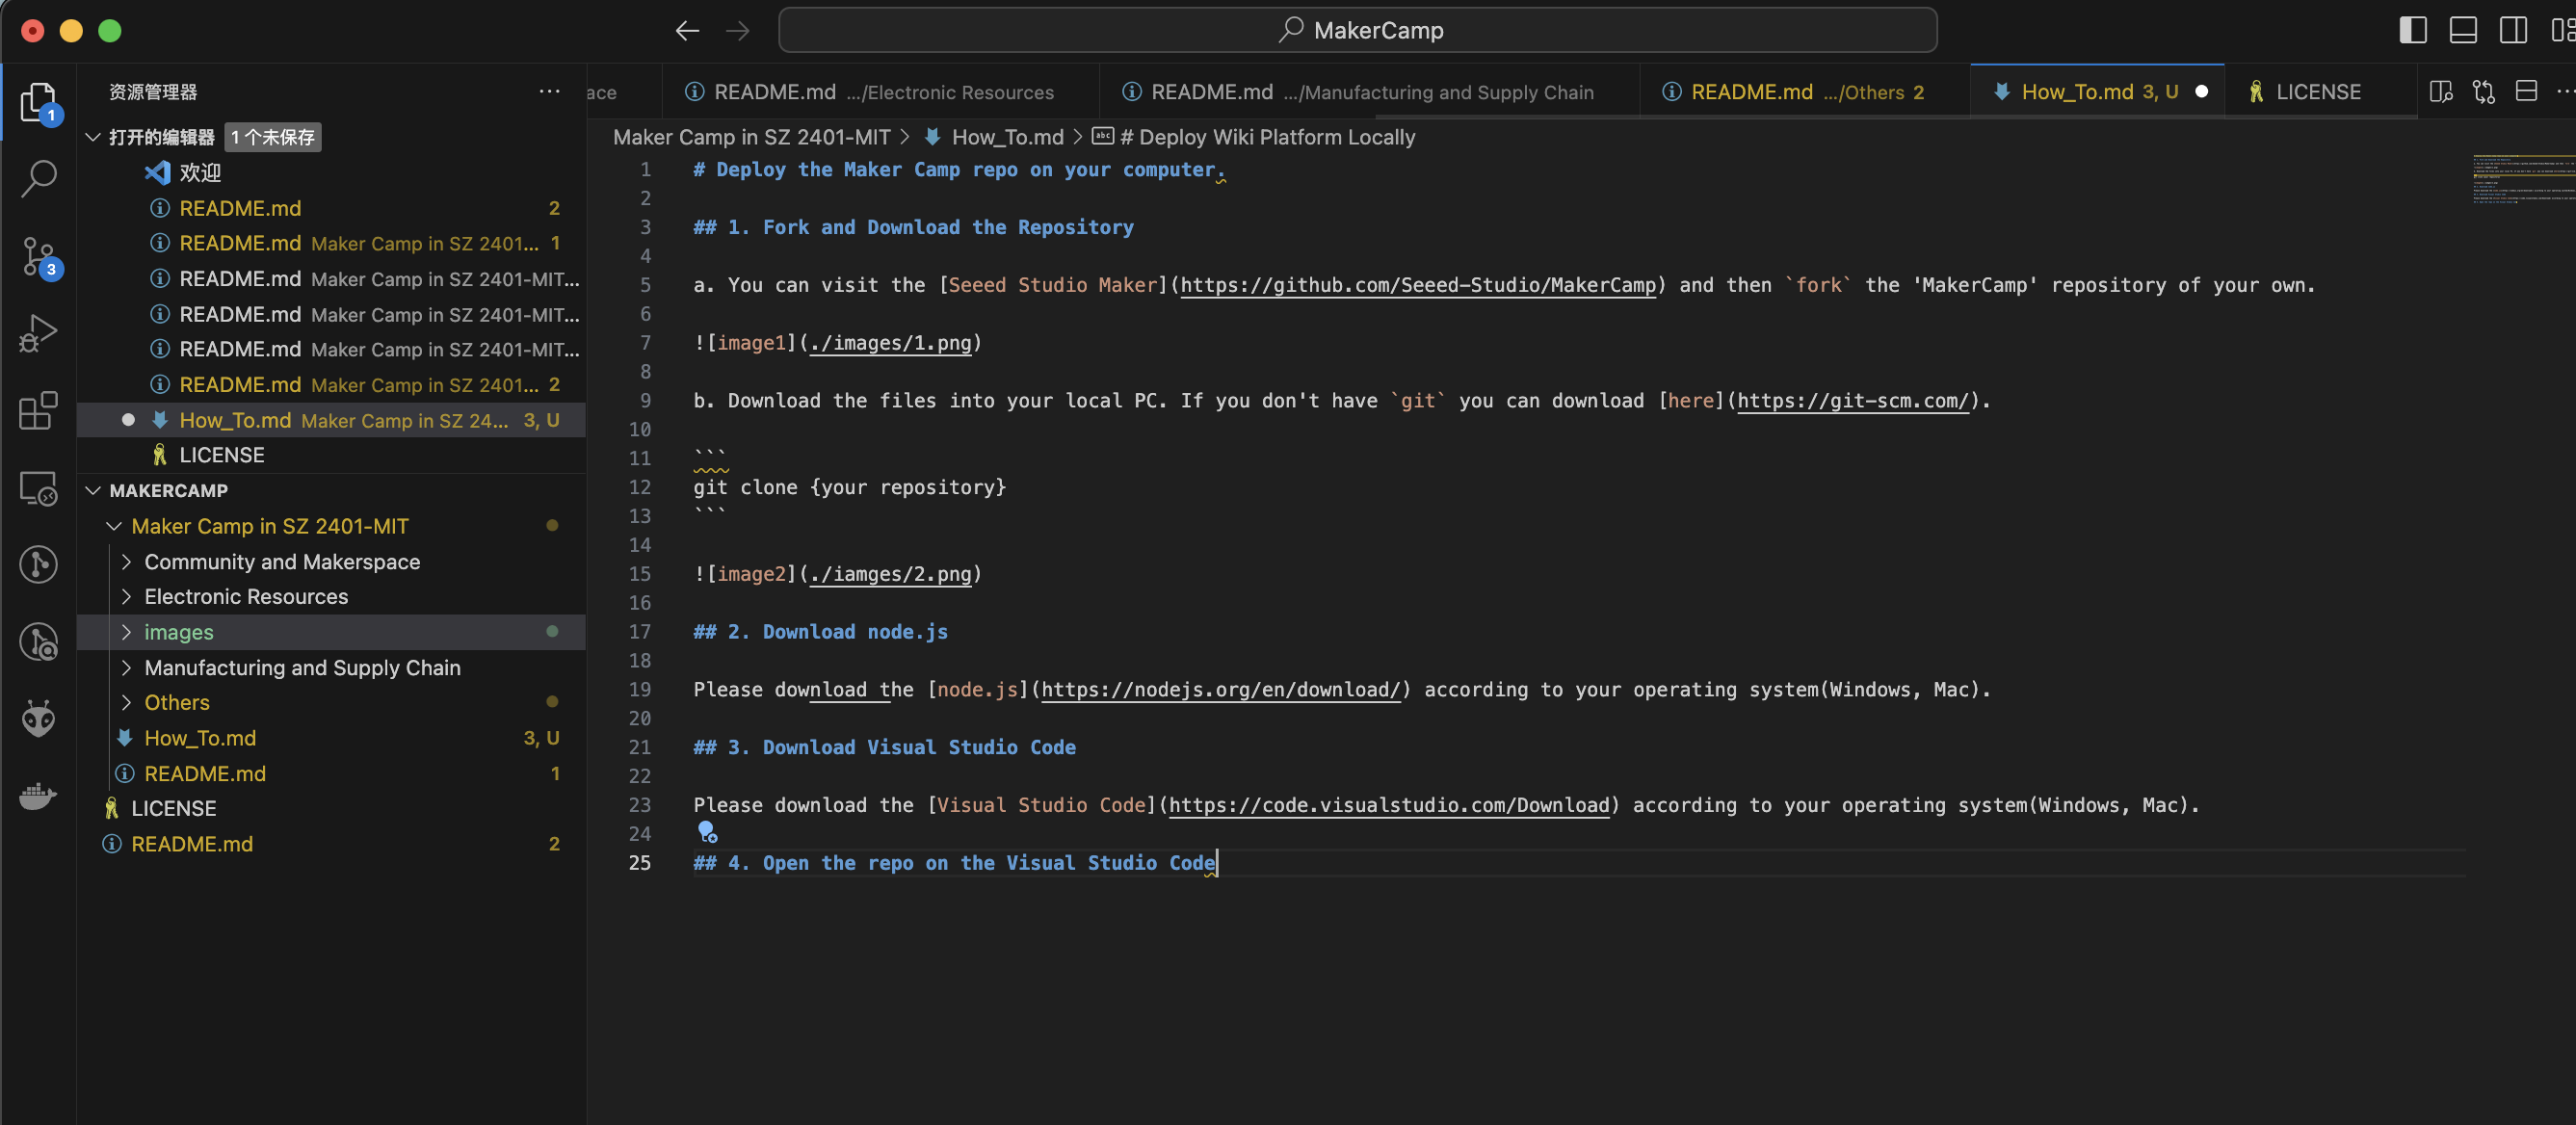 MakerCamp
资源管理器
打开的编辑器 1 个未保存
欢迎
README.md 2
README.md Maker Camp in SZ 2401... 1
README.md Maker Camp in SZ 2401-MIT...
README.md Maker Camp in SZ 2401-MIT...
README.md Maker Camp in SZ 2401-MIT...
README.md Maker Camp in SZ 2401... 2
How_To.md Maker Camp in SZ 24... 3, U
LICENSE
MAKERCAMP
Maker Camp in SZ 2401-MIT
Community and Makerspace
Electronic Resources
images
Manufacturing and Supply Chain
Others
How_To.md 3, U
README.md 1
LICENSE
README.md 2
1
3
ace README.md .../Electronic Resources README.md .../Manufacturing and Supply Chain README.md .../Others 2 How_To.md 3, U LICENSE
Maker Camp in SZ 2401-MIT > How_To.md > abc # Deploy Wiki Platform Locally
1 # Deploy the Maker Camp repo on your computer.
2
3 ## 1. Fork and Download the Repository
4
5 a. You can visit the [Seeed Studio Maker](https://github.com/Seeed-Studio/MakerCamp) and then `fork` the 'MakerCamp' repository of your own.
6
7 ![image1](./images/1.png)
8
9 b. Download the files into your local PC. If you don't have `git` you can download [here](https://git-scm.com/).
10
11 ```
12 git clone {your repository}
13 ```
14
15 ![image2](./iamges/2.png)
16
17 ## 2. Download node.js
18
19 Please download the [node.js](https://nodejs.org/en/download/) according to your operating system(Windows, Mac).
20
21 ## 3. Download Visual Studio Code
22
23 Please download the [Visual Studio Code](https://code.visualstudio.com/Download) according to your operating system(Windows, Mac).
24
25 ## 4. Open the repo on the Visual Studio Code